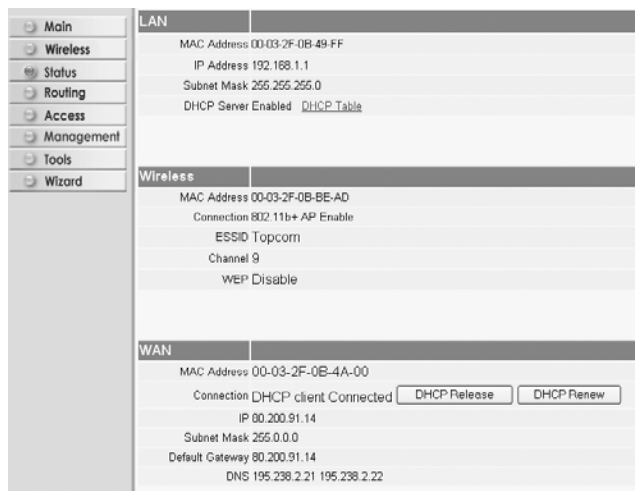 Main
Wireless
Status
Routing
Access
Management
Tools
Wizard
LAN
MAC Address 00-03-2F-0B-49-FF
IP Address 192.168.1.1
Subnet Mask 255.255.255.0
DHCP Server Enabled DHCP Table
Wireless
MAC Address 00-03-2F-0B-BE-AD
Connection 802.11b+ AP Enable
ESSID Topcom
Channel 9
WEP Disable
WAN
MAC Address 00-03-2F-0B-4A-00
Connection DHCP client Connected DHCP Release DHCP Renew
IP 80.200.91.14
Subnet Mask 255.0.0.0
Default Gateway 80.200.91.14
DNS 195.238.2.21 195.238.2.22